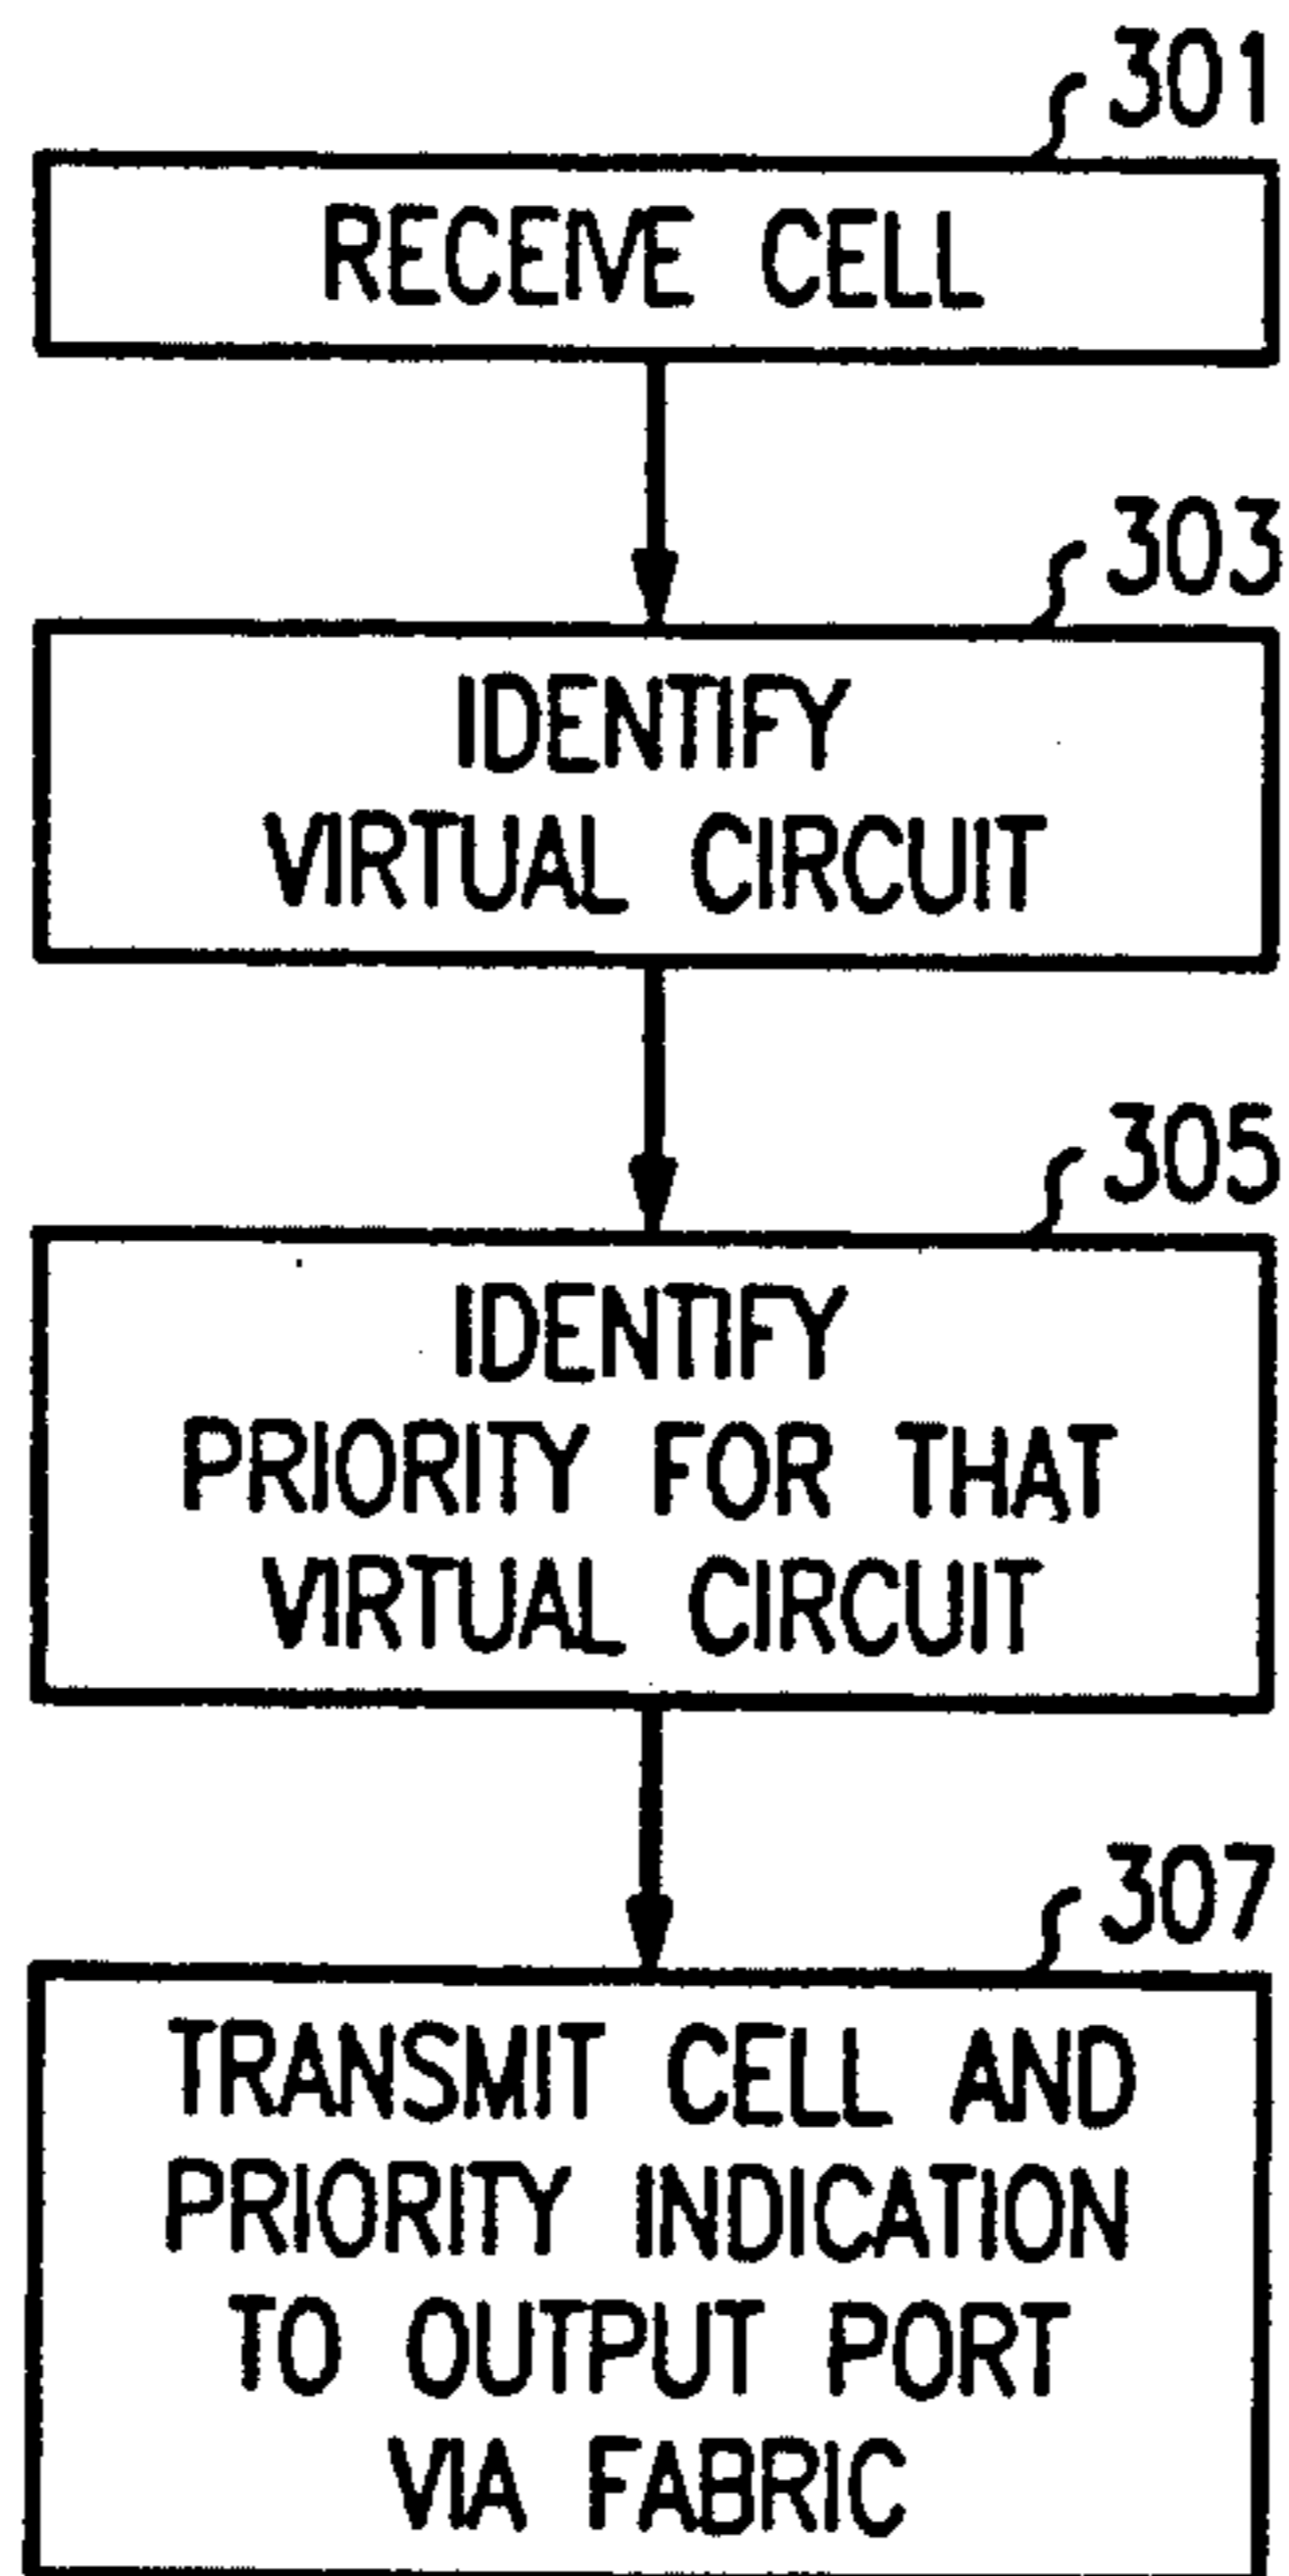 301
RECEIVE CELL
303
IDENTIFY
VIRTUAL CIRCUIT
305
IDENTIFY
PRIORITY FOR THAT
VIRTUAL CIRCUIT
307
TRANSMIT CELL AND
PRIORITY INDICATION
TO OUTPUT PORT
VIA FABRIC